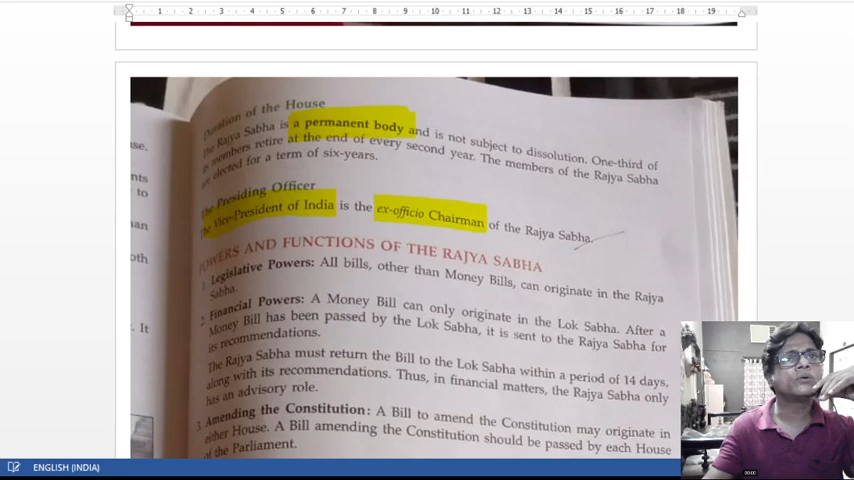 1 2 3 4 5 6 7 8 9 10 11 12 13 14 15 16 17 18 19
Duration of the House
the Rajya Sabha is a permanent body and is not subject to dissolution. One-third of
members retire at the end of every second year. The members of the Rajya Sabha
are elected for a term of six-years.
The Presiding Officer
The Vice-President of India is the ex-officio Chairman of the Rajya Sabha.
POWERS AND FUNCTIONS OF THE RAJYA SABHA
1. Legislative Powers: All bills, other than Money Bills, can originate in the Rajya
Sabha.
2. Financial Powers: A Money Bill can only originate in the Lok Sabha. After a
Money Bill has been passed by the Lok Sabha, it is sent to the Rajya Sabha for
its recommendations.
The Rajya Sabha must return the Bill to the Lok Sabha within a period of 14 days,
along with its recommendations. Thus, in financial matters, the Rajya Sabha only
has an advisory role.
3. Amending the Constitution: A Bill to amend the Constitution may originate in
either House. A Bill amending the Constitution should be passed by each House
of the Parliament.
se.
nts
to
an
oth
. It
ENGLISH (INDIA)
00:00